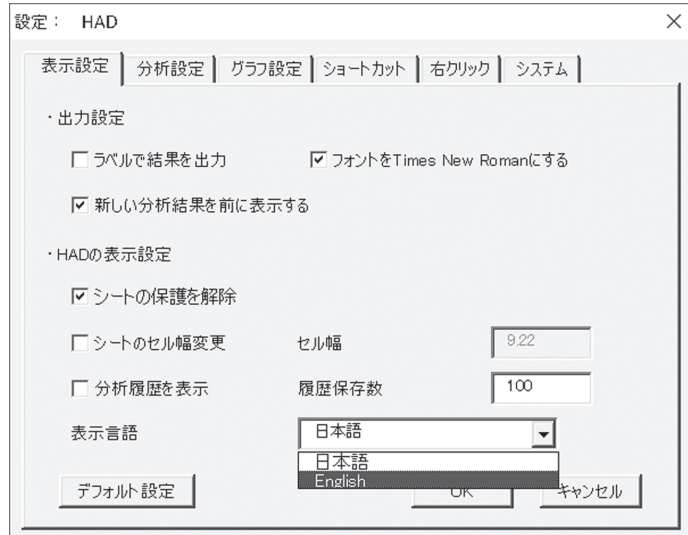 設定： HAD
表示設定 分析設定 グラフ設定 ショートカット 右クリック システム
・出力設定
ラベルで結果を出力 フォントをTimes New Romanにする
新しい分析結果を前に表示する
・HADの表示設定
シートの保護を解除
シートのセル幅変更 セル幅 9.22
分析履歴を表示 履歴保存数 100
表示言語 日本語
日本語
English
デフォルト設定 OK キャンセル